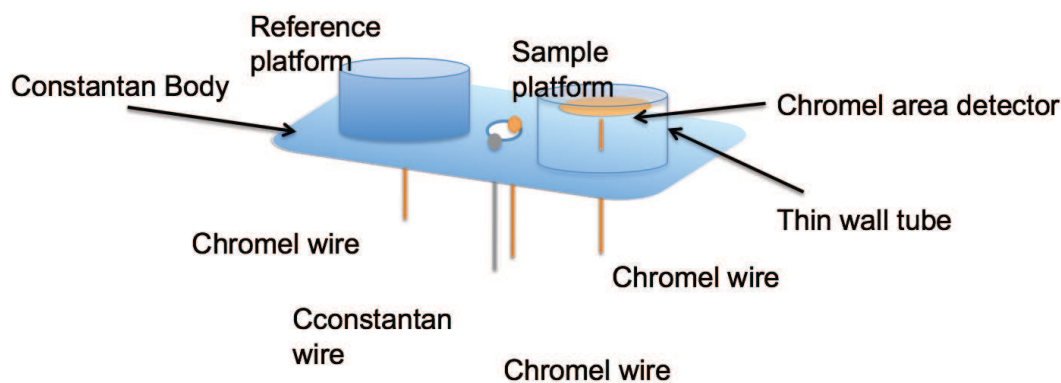 Reference
platform
Sample
platform
Constantan Body
Chromel area detector
Thin wall tube
Chromel wire
Chromel wire
Cconstantan
wire
Chromel wire